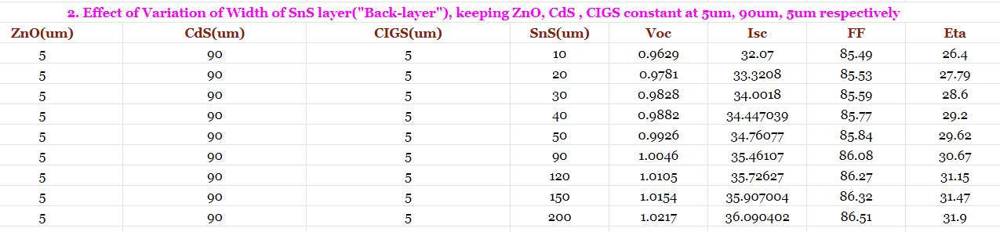 2. Effect of Variation of Width of SnS layer("Back-layer"), keeping ZnO, CdS , CIGS constant at 5um, 90um, 5um respectively
ZnO(um) CdS(um) CIGS(um) SnS(um) Voc Isc FF Eta
5 90 5 10 0.9629 32.07 85.49 26.4
5 90 5 20 0.9781 33.3208 85.53 27.79
5 90 5 30 0.9828 34.0018 85.59 28.6
5 90 5 40 0.9882 34.447039 85.77 29.2
5 90 5 50 0.9926 34.76077 85.84 29.62
5 90 5 90 1.0046 35.46107 86.08 30.67
5 90 5 120 1.0105 35.72627 86.27 31.15
5 90 5 150 1.0154 35.907004 86.32 31.47
5 90 5 200 1.0217 36.090402 86.51 31.9